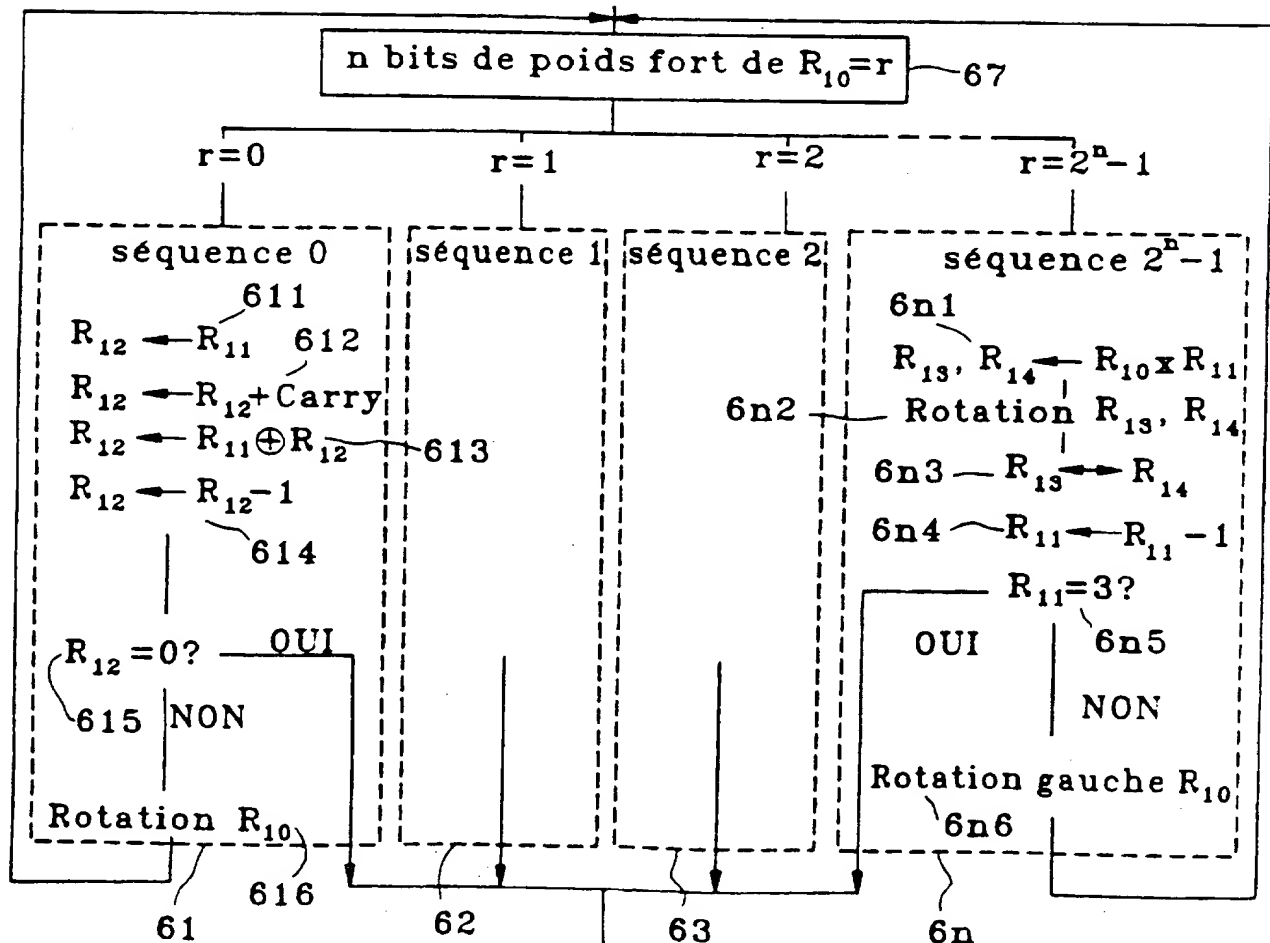 n bits de poids fort de R₁₀=r
67
r=0
r=1
r=2
r=2ⁿ-1
séquence 0
séquence 1
séquence 2
séquence 2ⁿ-1
611
R₁₂ ← R₁₁
612
R₁₂ ← R₁₂+Carry
R₁₂ ← R₁₁⊕R₁₂
613
R₁₂ ← R₁₂-1
614
R₁₂=0?
OUI
615
NON
Rotation R₁₀
616
6n1
R₁₃, R₁₄ ← R₁₀xR₁₁
6n2
Rotation R₁₃, R₁₄
6n3
R₁₃ ↔ R₁₄
6n4
R₁₁ ← R₁₁-1
R₁₁=3?
OUI
6n5
NON
Rotation gauche R₁₀
6n6
61
62
63
6n